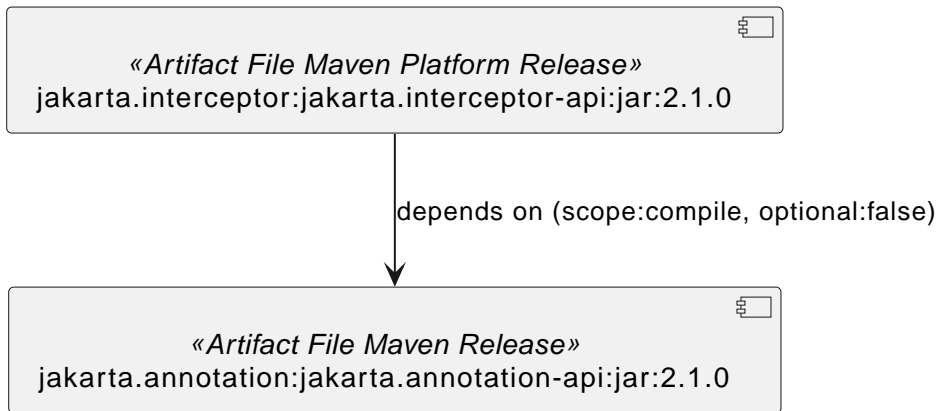 «Artifact File Maven Platform Release»
jakarta.interceptor:jakarta.interceptor-api:jar:2.1.0
depends on (scope:compile, optional:false)
«Artifact File Maven Release»
jakarta.annotation:jakarta.annotation-api:jar:2.1.0